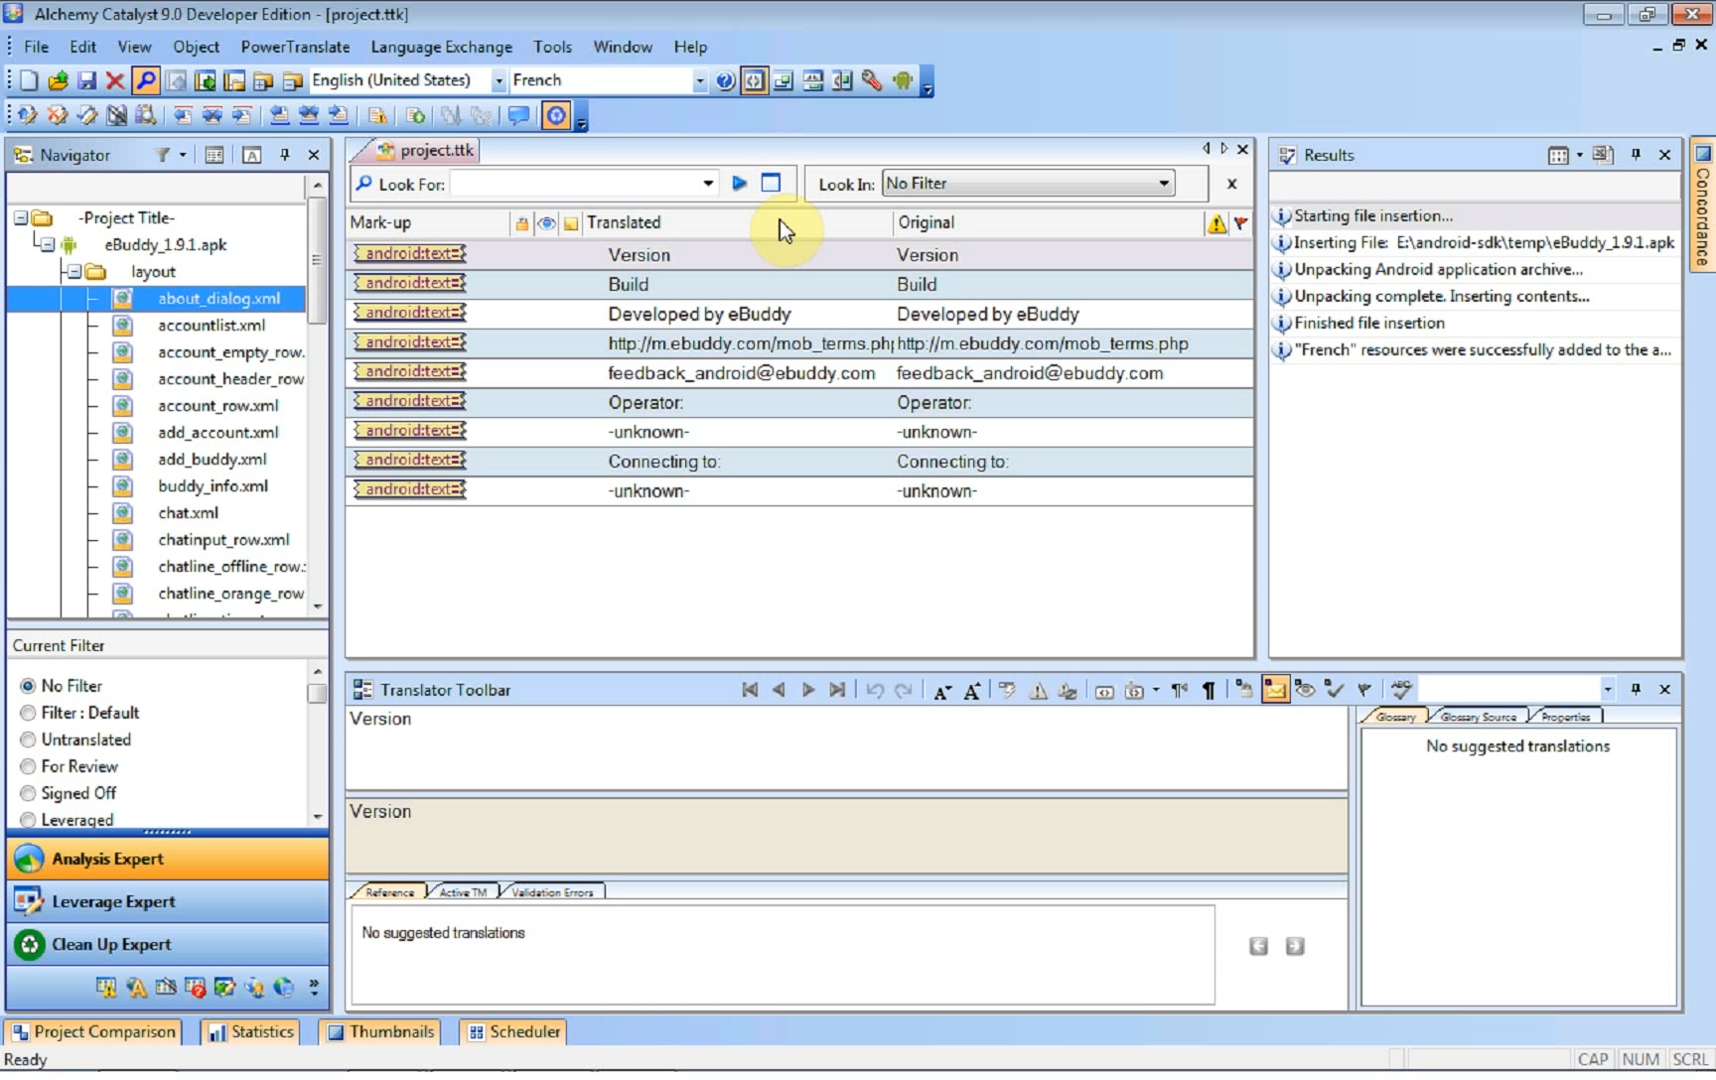 Alchemy Catalyst 9.0 Developer Edition - [project.ttk]
File Edit View Object PowerTranslate Language Exchange Tools Window Help
English (United States) French
Navigator
-Project Title-
eBuddy_1.9.1.apk
layout
about_dialog.xml
accountlist.xml
account_empty_row.
account_header_row
account_row.xml
add_account.xml
add_buddy.xml
buddy_info.xml
chat.xml
chatinput_row.xml
chatline_offline_row.:
chatline_orange_row
Current Filter
No Filter
Filter : Default
Untranslated
For Review
Signed Off
Leveraged
Analysis Expert
Leverage Expert
Clean Up Expert
project.ttk
Look For: Look In: No Filter x
Mark-up Translated Original
android:text= Version Version
android:text= Build Build
android:text= Developed by eBuddy Developed by eBuddy
android:text= http://m.ebuddy.com/mob_terms.php http://m.ebuddy.com/mob_terms.php
android:text= feedback_android@ebuddy.com feedback_android@ebuddy.com
android:text= Operator: Operator:
android:text= -unknown- -unknown-
android:text= Connecting to: Connecting to:
android:text= -unknown- -unknown-
Results
Starting file insertion...
Inserting File: E:\android-sdk\temp\eBuddy_1.9.1.apk
Unpacking Android application archive...
Unpacking complete. Inserting contents...
Finished file insertion
"French" resources were successfully added to the a...
Concordance
Translator Toolbar
Version
Version
Reference Active TM Validation Errors
No suggested translations
Glossary Glossary Source Properties
No suggested translations
Project Comparison Statistics Thumbnails Scheduler
Ready
CAP NUM SCRL